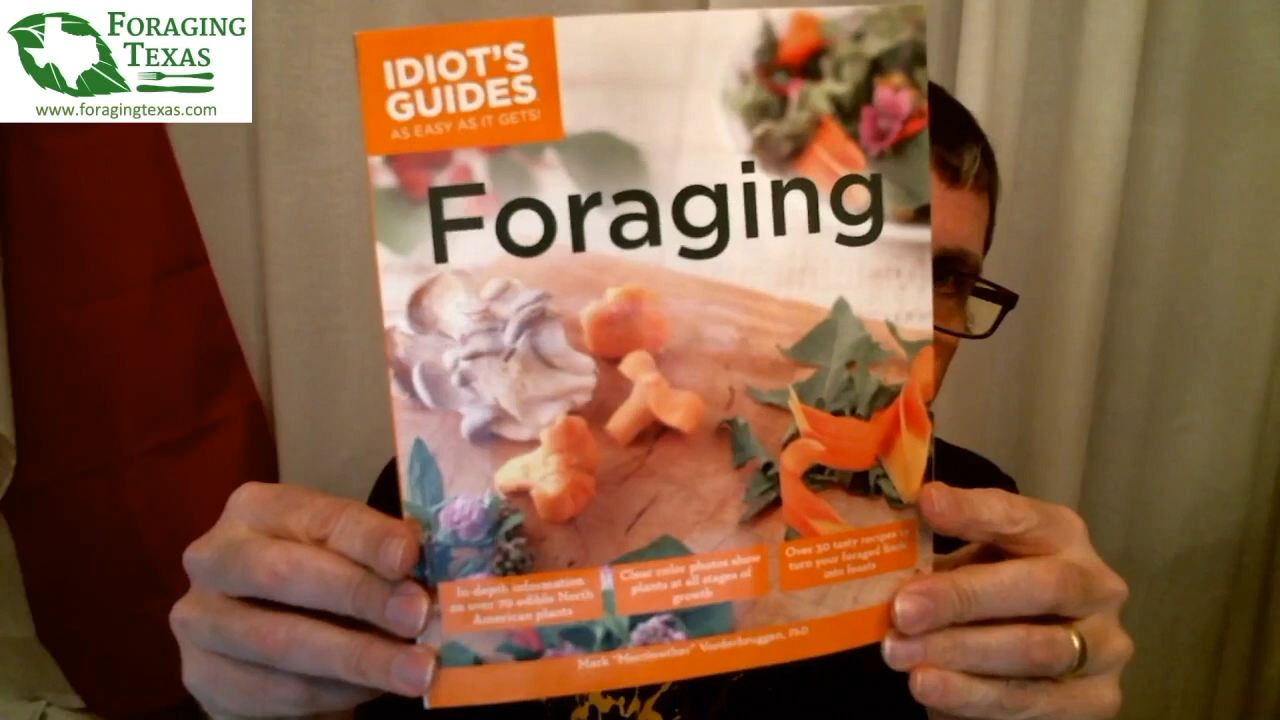 FORAGING
TEXAS
www.foragingtexas.com
IDIOT'S
GUIDES
AS EASY AS IT GETS!
Foraging
In-depth information
on over 70 edible North
American plants
Clear color photos show
plants at all stages of
growth
Over 30 tasty recipes to
turn your foraged finds
into feasts
Mark "Merriwether" Vorderbruggen, PhD